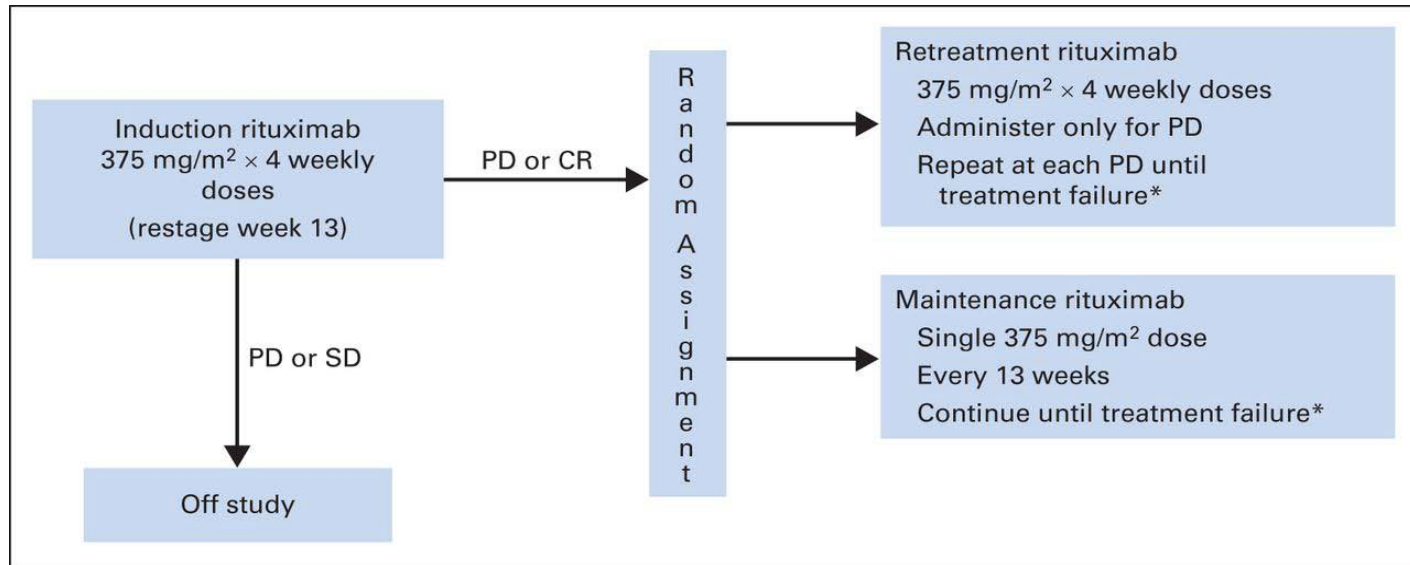 Induction rituximab
375 mg/m² × 4 weekly
doses
(restage week 13)
PD or CR
PD or SD
Off study
Random Assignment
Retreatment rituximab
375 mg/m² × 4 weekly doses
Administer only for PD
Repeat at each PD until
treatment failure*
Maintenance rituximab
Single 375 mg/m² dose
Every 13 weeks
Continue until treatment failure*